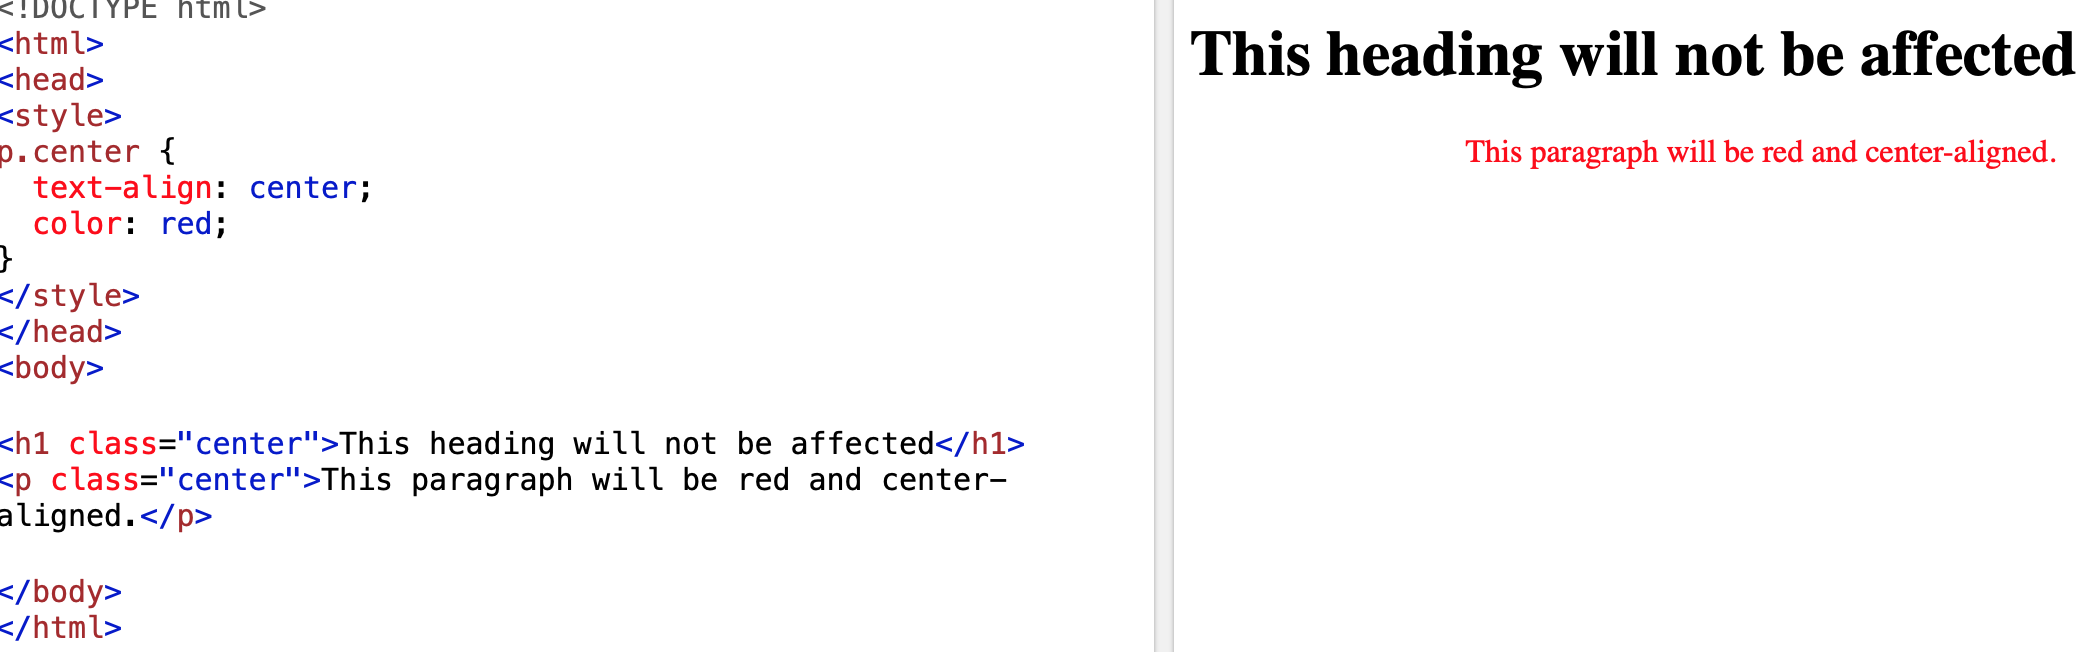 <!DOCTYPE html>
<html>
<head>
<style>
p.center {
  text-align: center;
  color: red;
}
</style>
</head>
<body>
<h1 class="center">This heading will not be affected</h1>
<p class="center">This paragraph will be red and center-
aligned.</p>
</body>
</html>
This heading will not be affected
This paragraph will be red and center-aligned.